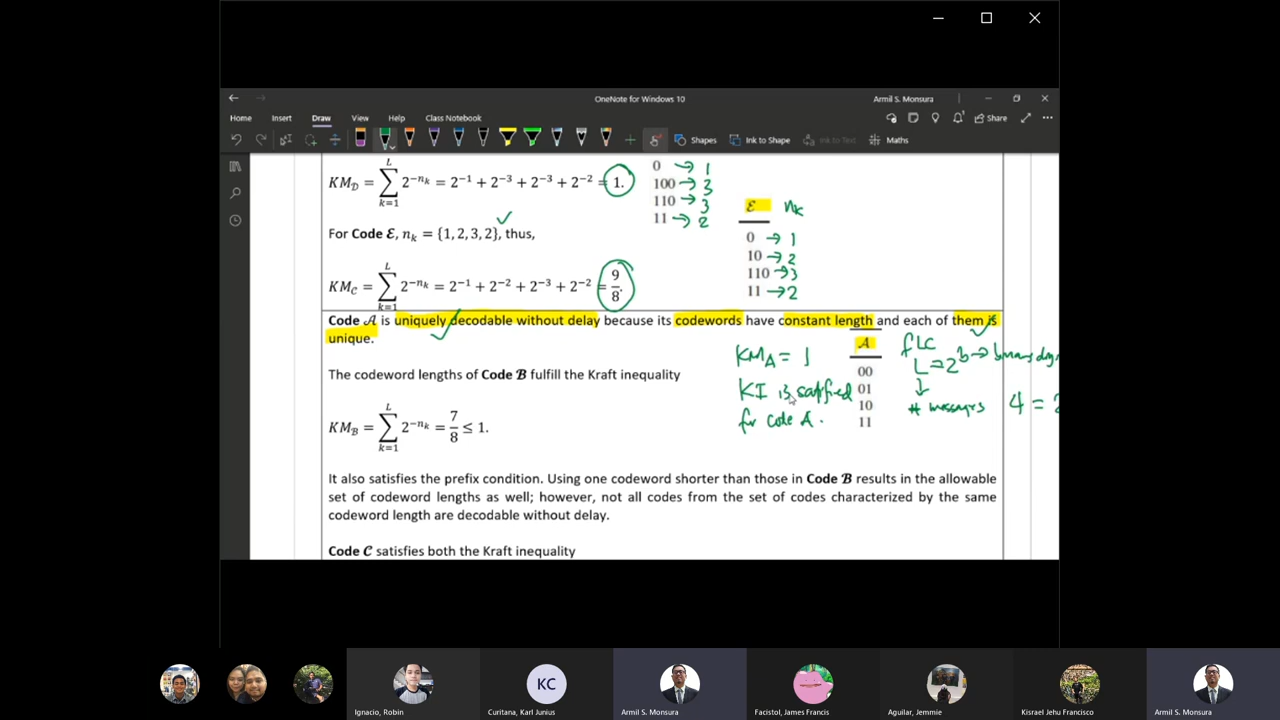 OneNote for Windows 10
Armil S. Monsura
Home Insert Draw View Help Class Notebook
Share
Shapes Ink to Shape Ink to Text Maths
KM_D = ∑_{k=1}^{L} 2^{-n_k} = 2^{-1} + 2^{-3} + 2^{-3} + 2^{-2} = 1.
0 → 1
100 → 3
110 → 3
11 → 2
For Code ℰ, n_k = {1, 2, 3, 2}, thus,
KM_C = ∑_{k=1}^{L} 2^{-n_k} = 2^{-1} + 2^{-2} + 2^{-3} + 2^{-2} = 9/8.
ℰ n_k
0 → 1
10 → 2
110 → 3
11 → 2
Code 𝒜 is uniquely decodable without delay because its codewords have constant length and each of them is
unique.
KM_A = 1
KI is satisfied
for code A.
𝒜
00
01
10
11
FLC
L = 2^b →
↓
# messages
4 =
The codeword lengths of Code ℬ fulfill the Kraft inequality
KM_B = ∑_{k=1}^{L} 2^{-n_k} = 7/8 ≤ 1.
It also satisfies the prefix condition. Using one codeword shorter than those in Code ℬ results in the allowable
set of codeword lengths as well; however, not all codes from the set of codes characterized by the same
codeword length are decodable without delay.
Code 𝒞 satisfies both the Kraft inequality
KC
Ignacio, Robin
Curitana, Karl Junius
Armil S. Monsura
Facistol, James Francis
Aguilar, Jemmie
Kisrael Jehu Francisco
Armil S. Monsura